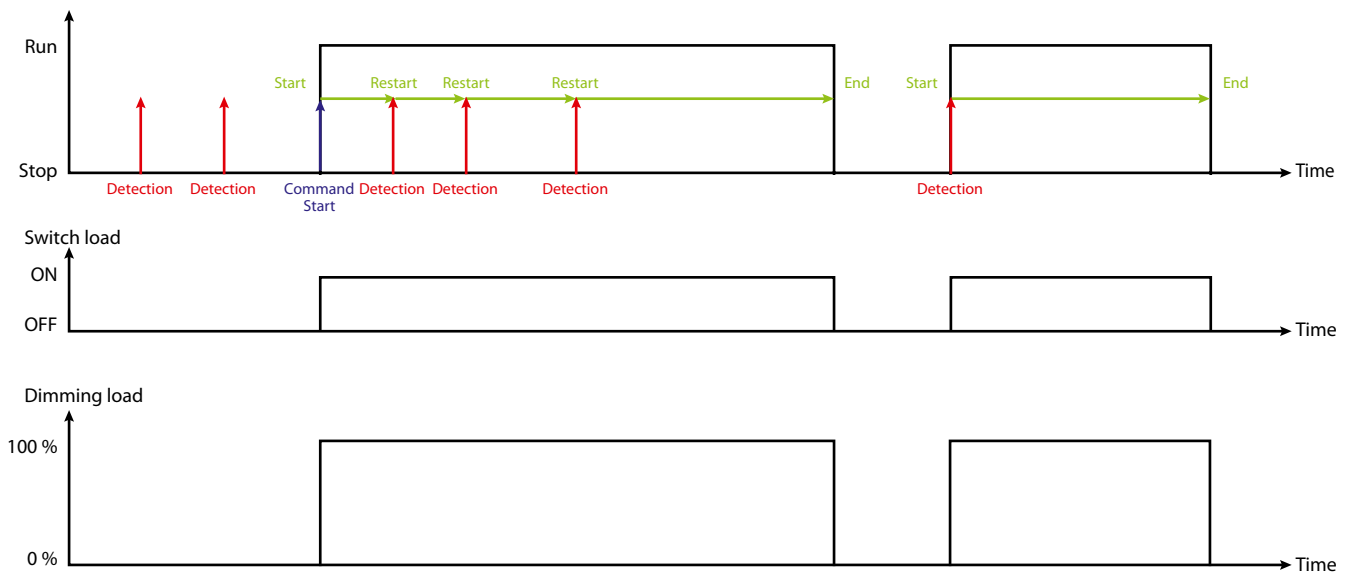 Run
Start Restart Restart Restart End Start End
Stop
Time
Detection Detection Command Detection Detection Detection Detection
Start
Switch load
ON
OFF
Time
Dimming load
100 %
0 %
Time